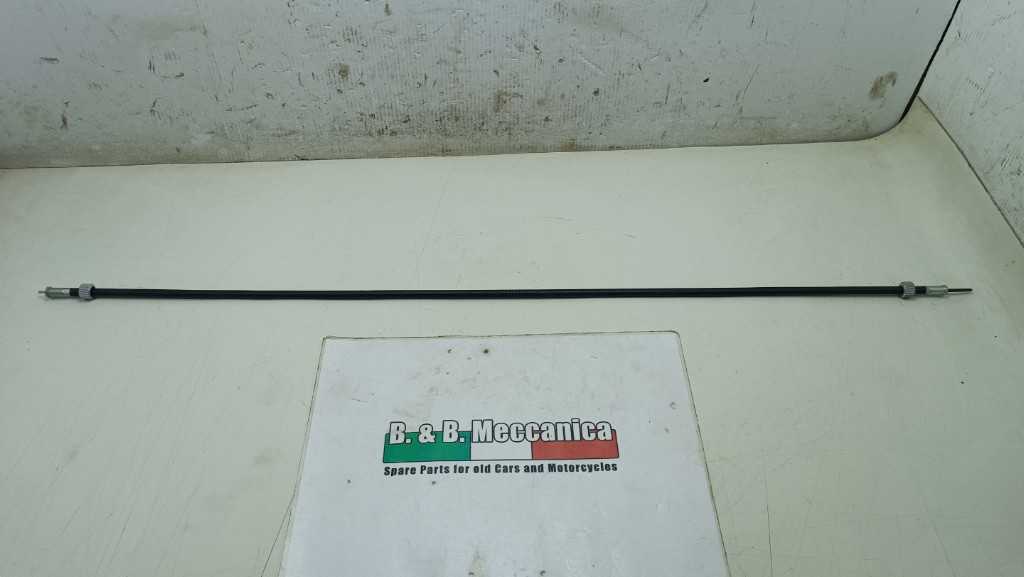 B. & B. Meccanica
Spare Parts for old Cars and Motorcycles